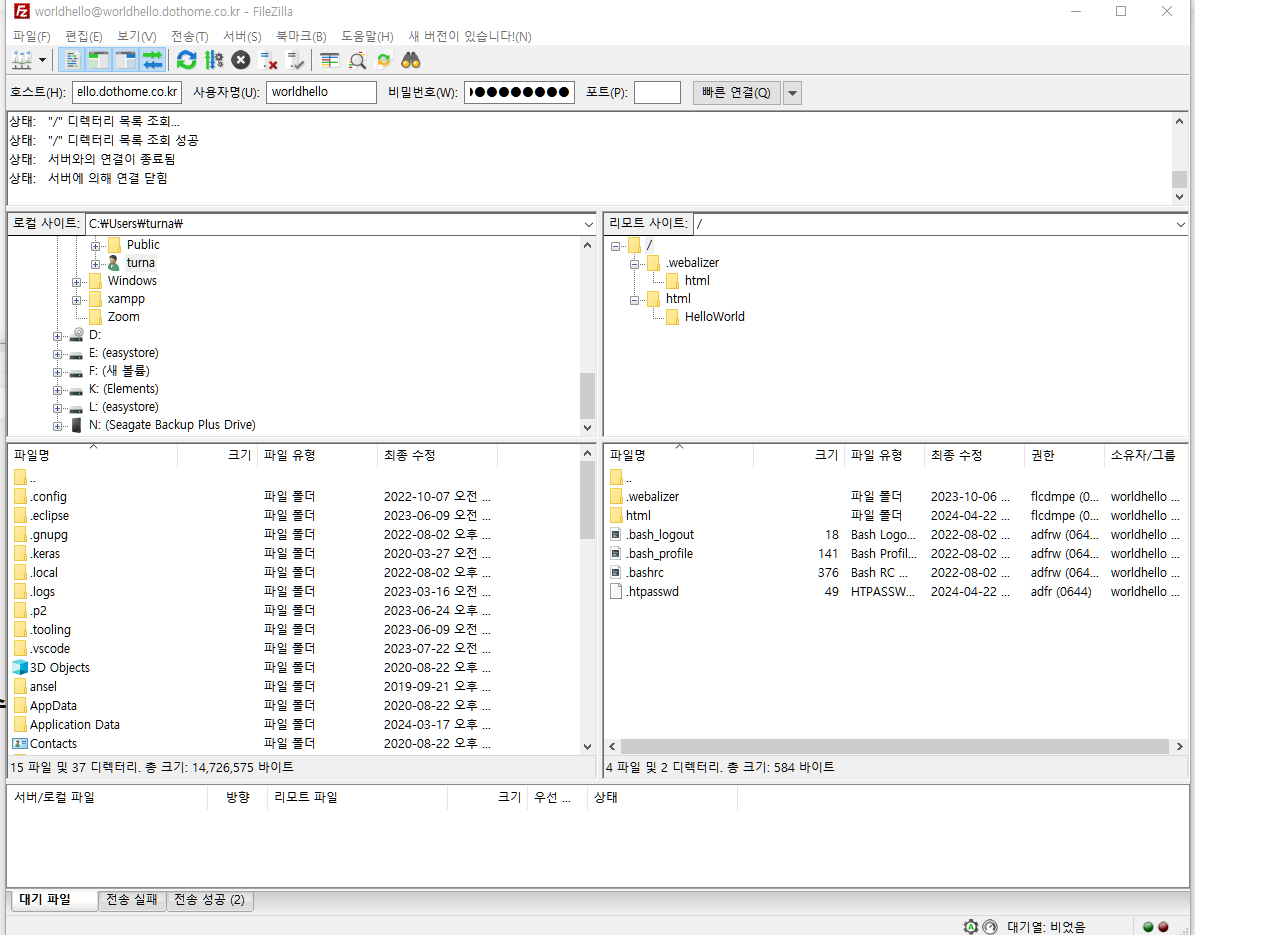 worldhello@worldhello.dothome.co.kr - FileZilla
파일(F) 편집(E) 보기(V) 전송(T) 서버(S) 북마크(B) 도움말(H) 새 버전이 있습니다!(N)
호스트(H): ello.dothome.co.kr 사용자명(U): worldhello 비밀번호(W): ●●●●●●●●● 포트(P): 빠른 연결(Q)
상태: "/" 디렉터리 목록 조회...
상태: "/" 디렉터리 목록 조회 성공
상태: 서버와의 연결이 종료됨
상태: 서버에 의해 연결 닫힘
로컬 사이트: C:₩Users₩turna₩
Public
turna
Windows
xampp
Zoom
D:
E: (easystore)
F: (새 볼륨)
K: (Elements)
L: (easystore)
N: (Seagate Backup Plus Drive)
리모트 사이트: /
/
.webalizer
html
html
HelloWorld
파일명 크기 파일 유형 최종 수정
..
.config 파일 폴더 2022-10-07 오전 ...
.eclipse 파일 폴더 2023-06-09 오전 ...
.gnupg 파일 폴더 2022-08-02 오후 ...
.keras 파일 폴더 2020-03-27 오전 ...
.local 파일 폴더 2022-08-02 오후 ...
.logs 파일 폴더 2023-03-16 오전 ...
.p2 파일 폴더 2023-06-24 오후 ...
.tooling 파일 폴더 2023-06-09 오전 ...
.vscode 파일 폴더 2023-07-22 오전 ...
3D Objects 파일 폴더 2020-08-22 오후 ...
ansel 파일 폴더 2019-09-21 오후 ...
AppData 파일 폴더 2020-08-22 오후 ...
Application Data 파일 폴더 2024-03-17 오후 ...
Contacts 파일 폴더 2020-08-22 오후 ...
15 파일 및 37 디렉터리. 총 크기: 14,726,575 바이트
파일명 크기 파일 유형 최종 수정 권한 소유자/그룹
..
.webalizer 파일 폴더 2023-10-06 ... flcdmpe (0... worldhello ...
html 파일 폴더 2024-04-22 ... flcdmpe (0... worldhello ...
.bash_logout 18 Bash Logo... 2022-08-02 ... adfrw (064... worldhello ...
.bash_profile 141 Bash Profil... 2022-08-02 ... adfrw (064... worldhello ...
.bashrc 376 Bash RC ... 2022-08-02 ... adfrw (064... worldhello ...
.htpasswd 49 HTPASSW... 2024-04-22 ... adfr (0644) worldhello ...
4 파일 및 2 디렉터리. 총 크기: 584 바이트
서버/로컬 파일 방향 리모트 파일 크기 우선 ... 상태
대기 파일 전송 실패 전송 성공 (2)
대기열: 비었음